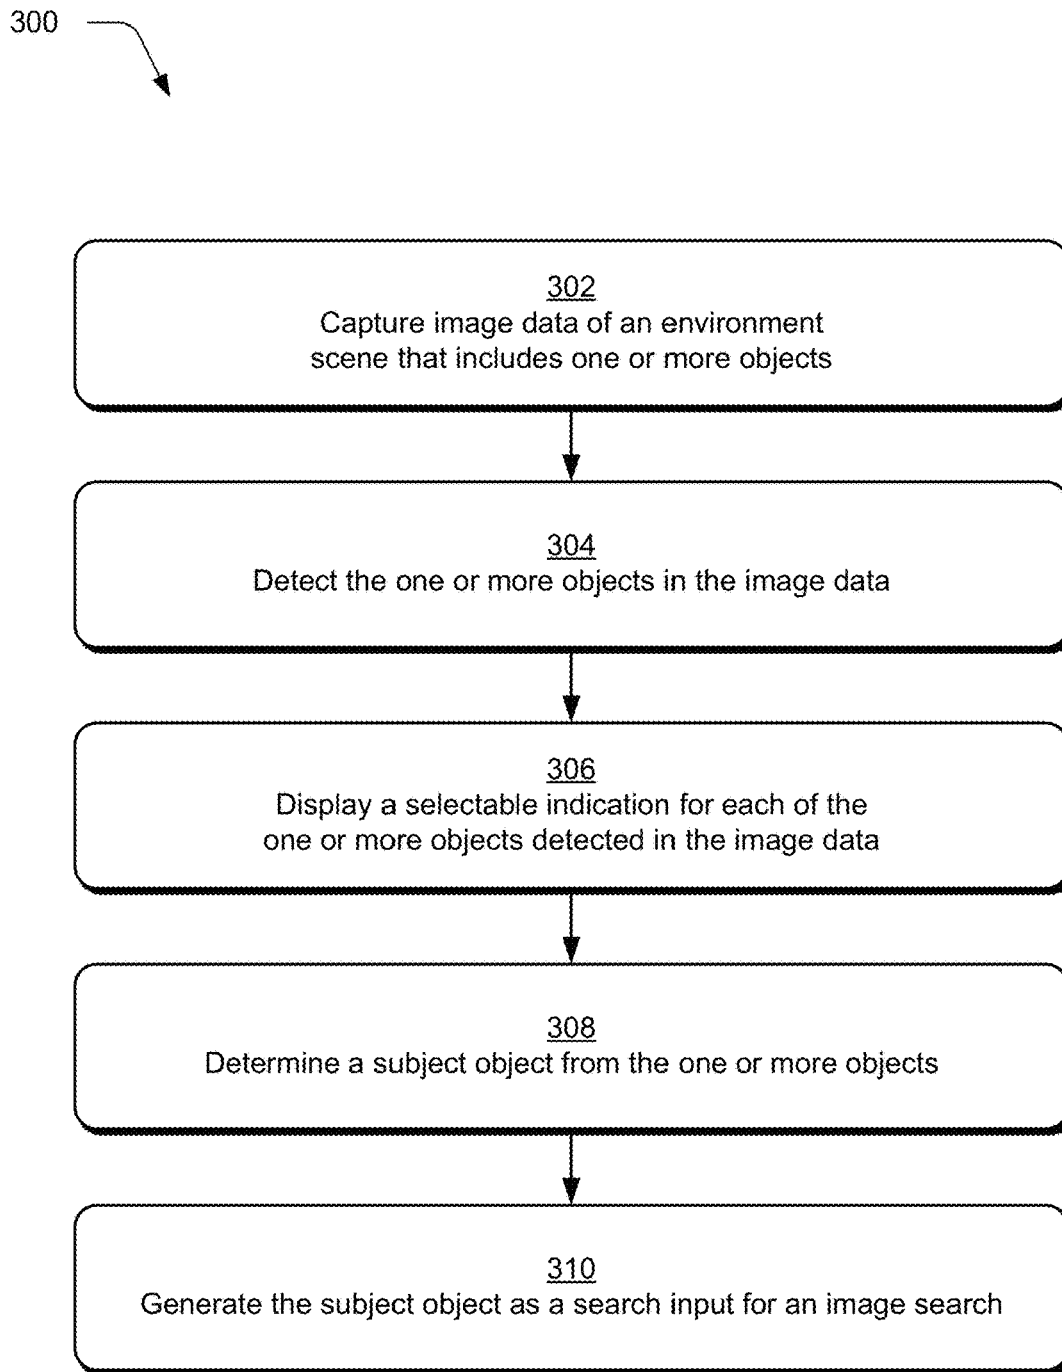 300
302
Capture image data of an environment
scene that includes one or more objects
304
Detect the one or more objects in the image data
306
Display a selectable indication for each of the
one or more objects detected in the image data
308
Determine a subject object from the one or more objects
310
Generate the subject object as a search input for an image search